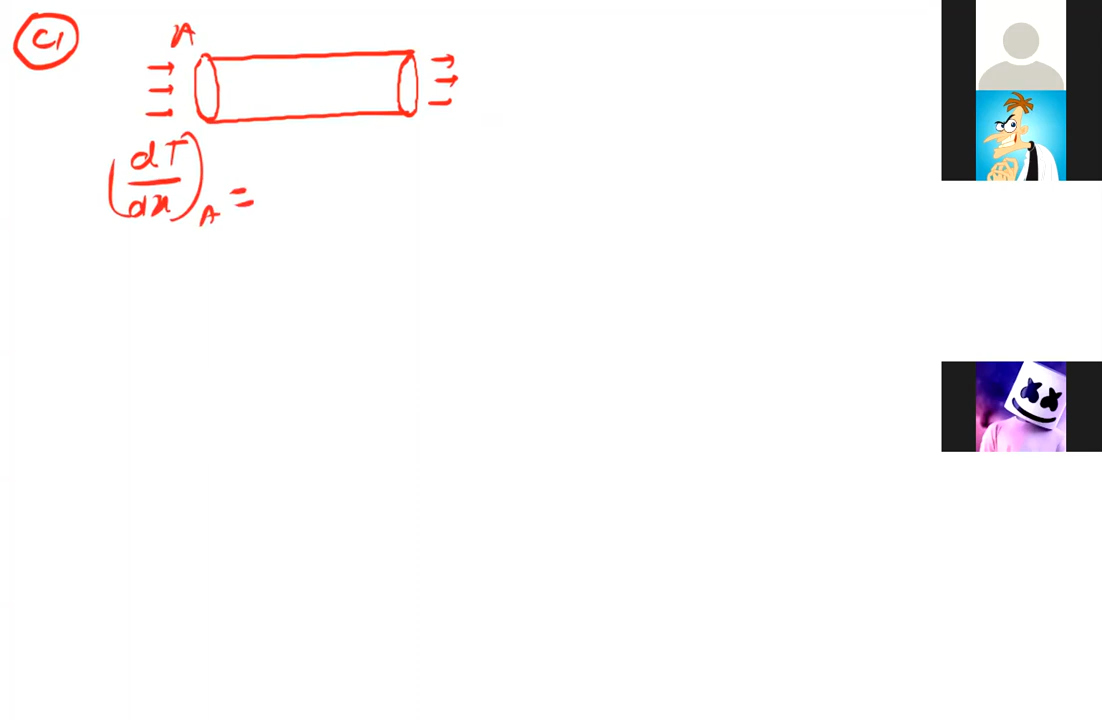 C1
A
(dT/dx)A =